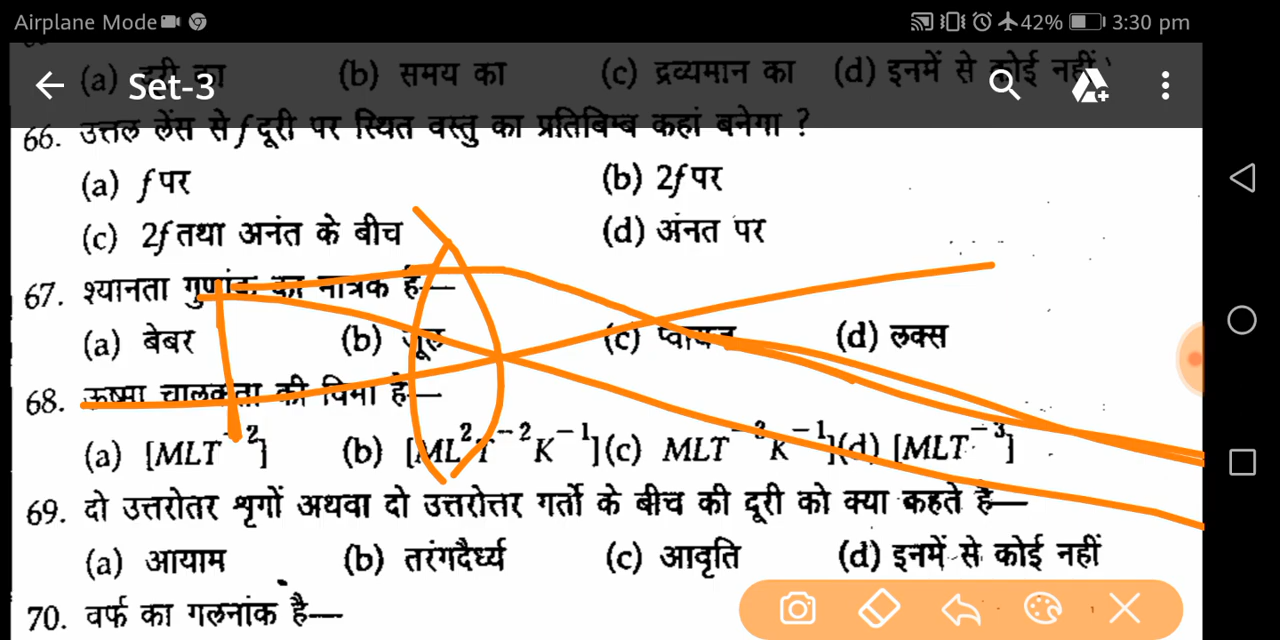 Airplane Mode 42% 3:30 pm
(a) दूरी का (b) समय का (c) द्रव्यमान का (d) इनमें से कोई नहीं
Set-3
66. उत्तल लेंस से f दूरी पर स्थित वस्तु का प्रतिबिम्ब कहां बनेगा ?
(a) f पर (b) 2f पर
(c) 2f तथा अनंत के बीच (d) अंनत पर
67. श्यानता गुणांक का मात्रक है—
(a) बेबर (b) जूल (c) प्वायज (d) लक्स
68. ऊष्मा चालकता की विमा है—
(a) [MLT⁻²] (b) [ML²T⁻²K⁻¹] (c) MLT⁻³K⁻¹] (d) [MLT⁻³]
69. दो उत्तरोतर श्रृगों अथवा दो उत्तरोत्तर गर्तो के बीच की दूरी को क्या कहते है—
(a) आयाम (b) तरंगदैर्ध्य (c) आवृति (d) इनमें से कोई नहीं
70. वर्फ का गलनांक है—